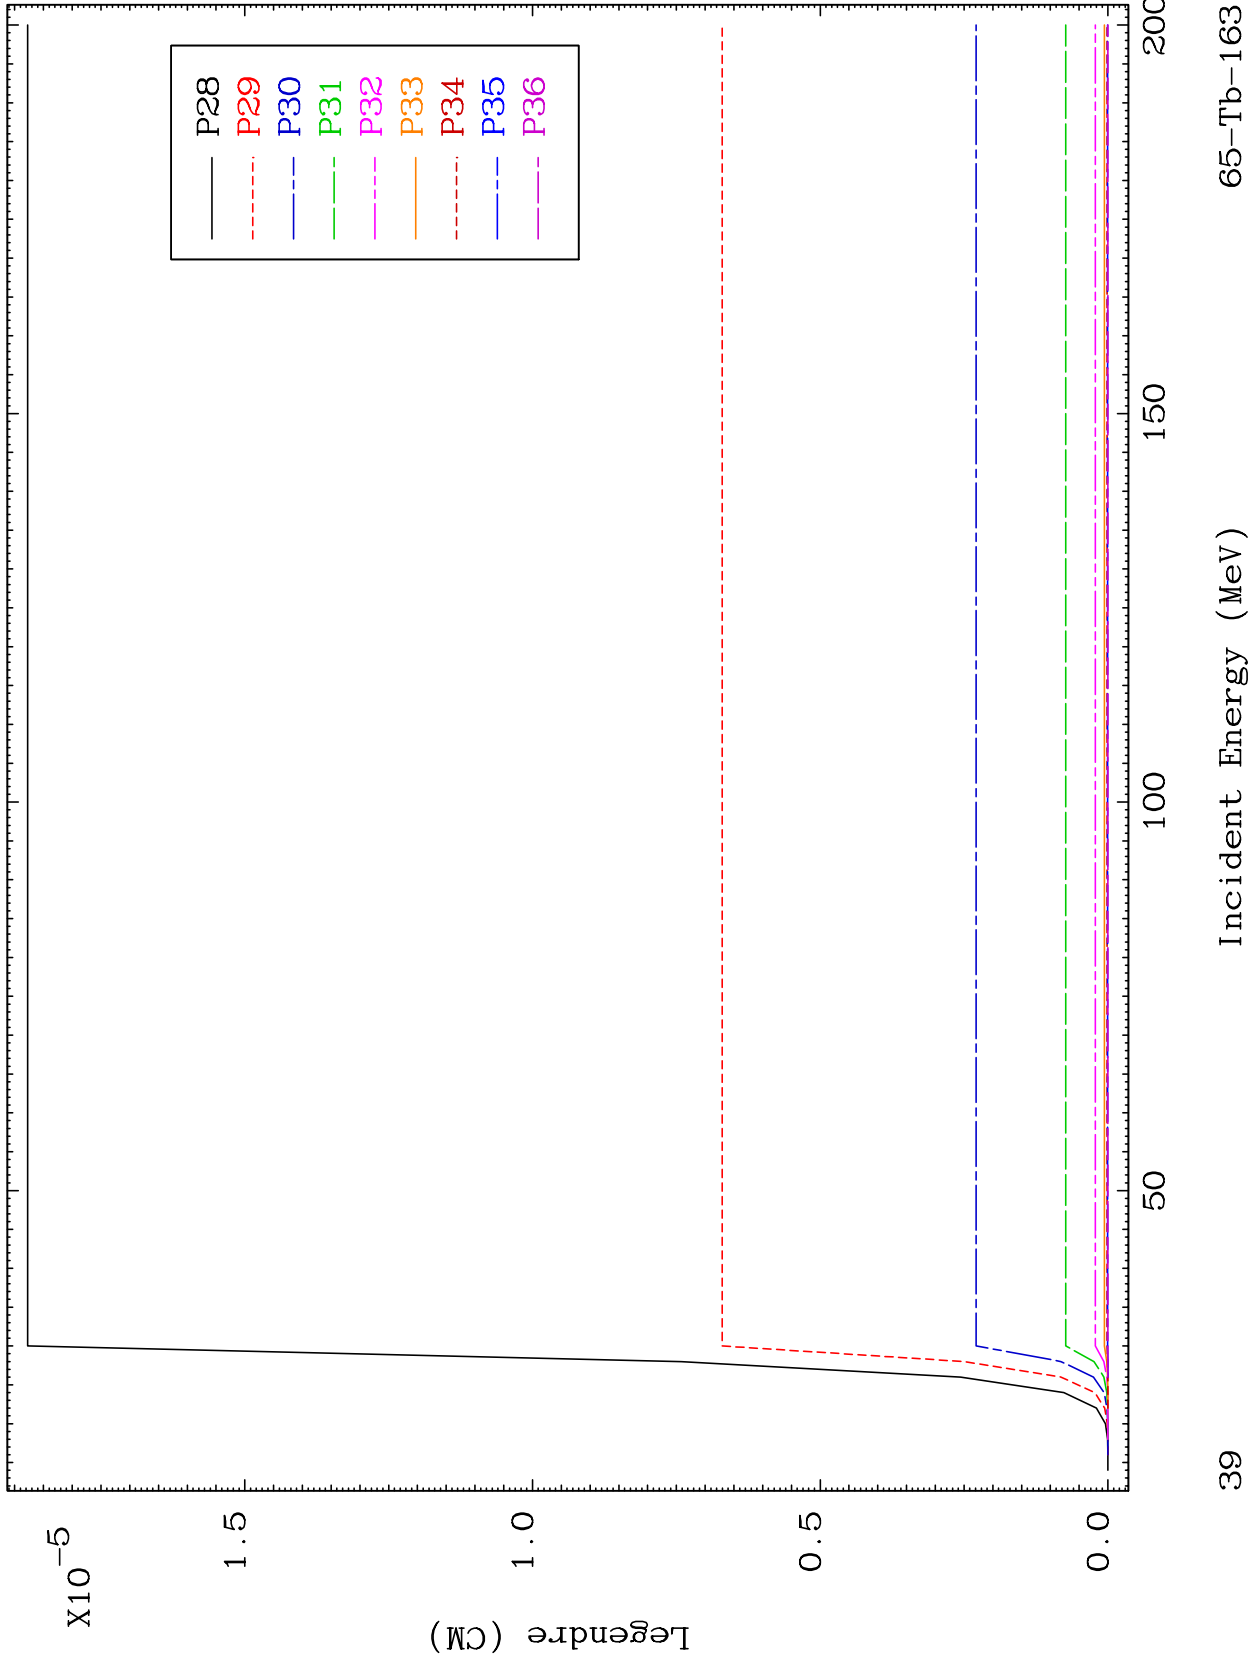 X10-5
1.5
1.0
0.5
0.0
Legendre (CM)
P28
P29
P30
P31
P32
P33
P34
P35
P36
50
100
150
200
Incident Energy (MeV)
39
65-Tb-163